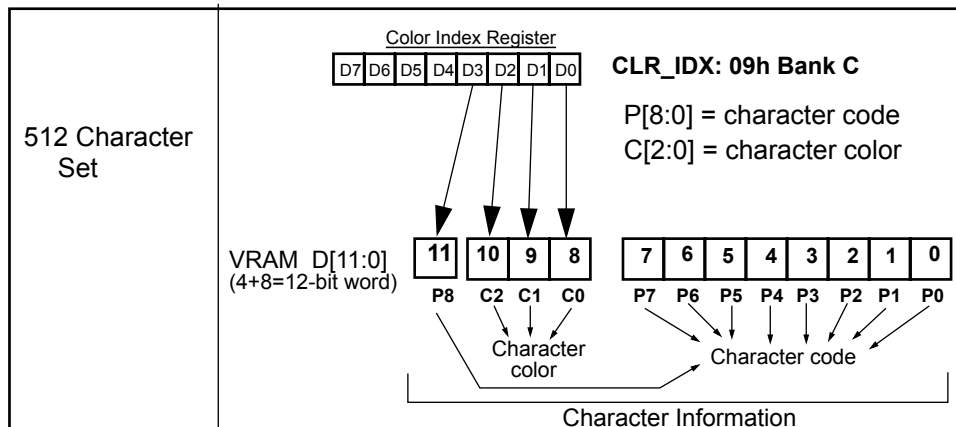 Color Index Register
D7 D6 D5 D4 D3 D2 D1 D0
CLR_IDX: 09h Bank C
P[8:0] = character code
C[2:0] = character color
512 Character
Set
VRAM D[11:0]
(4+8=12-bit word)
11 10 9 8 7 6 5 4 3 2 1 0
P8 C2 C1 C0 P7 P6 P5 P4 P3 P2 P1 P0
Character
color
Character code
Character Information